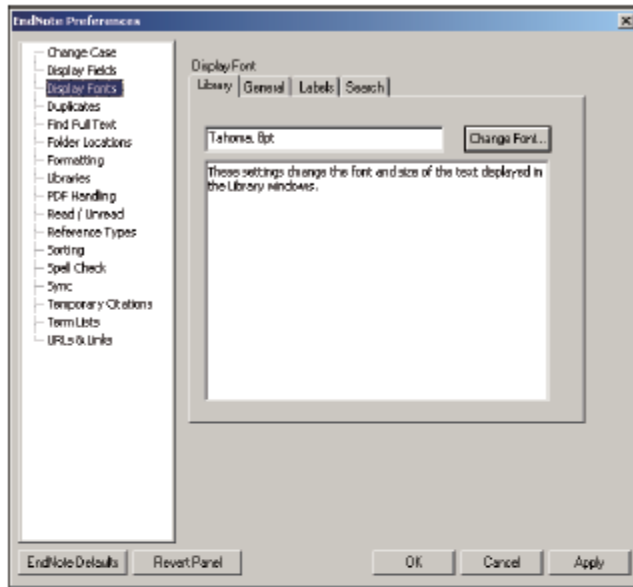 EndNote Preferences
Change Case
Display Fields
Display Fonts
Duplicates
Find Full Text
Folder Locations
Formatting
Libraries
PDF Handling
Read / Unread
Reference Types
Sorting
Spell Check
Sync
Temporary Citations
Term Lists
URLs & Links
Display Font
Library General Labels Search
Tahoma, 8pt Change Font...
These settings change the font and size of the text displayed in
the Library windows.
EndNote Defaults Revert Panel OK Cancel Apply